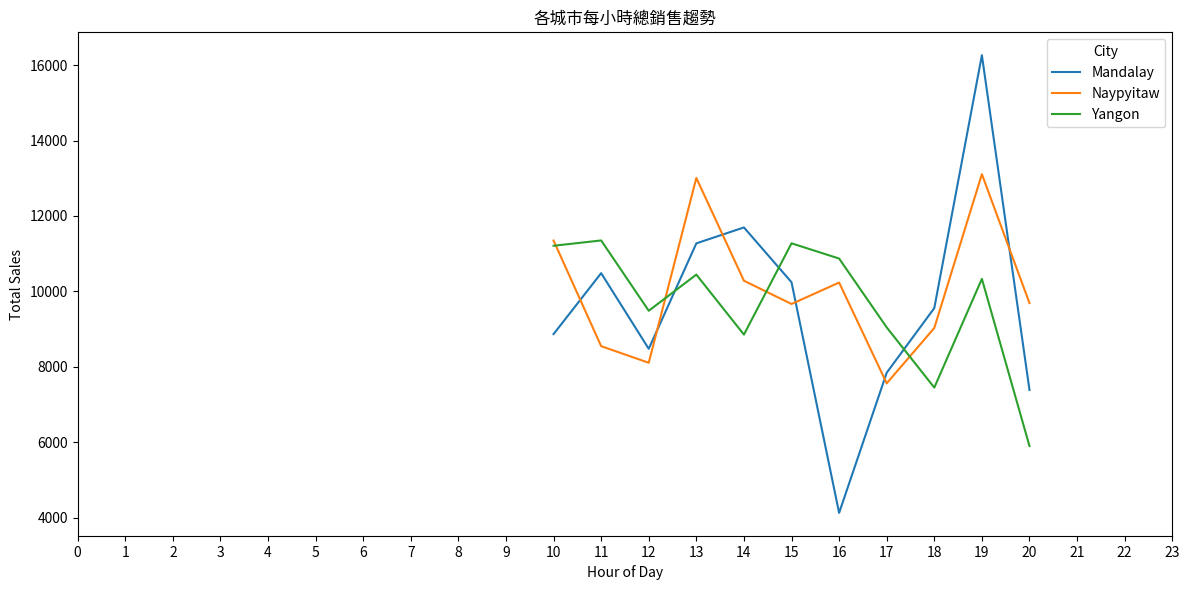 各城市每小時總銷售趨勢
Total Sales
16000
14000
12000
10000
8000
6000
4000
City
Mandalay
Naypyitaw
Yangon
0 1 2 3 4 5 6 7 8 9 10 11 12 13 14 15 16 17 18 19 20 21 22 23
Hour of Day